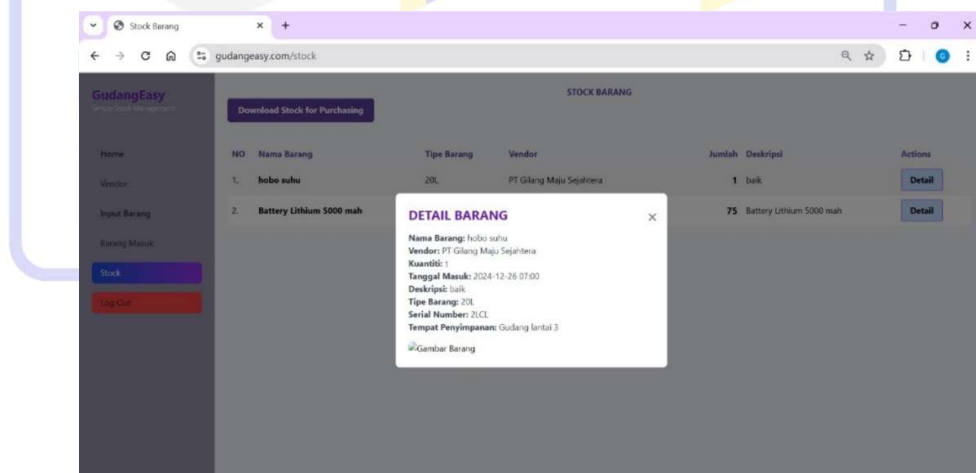 Stock Barang
gudangeasy.com/stock
G
GudangEasy
STOCK BARANG
Download Stock for Purchasing
Home
Vendor
Input Barang
Barang Masuk
Stock
Log Out
NO Nama Barang Tipe Barang Vendor Jumlah Deskripsi Actions
1. hobo suhu 20L PT Gilang Maju Sejahtera 1 baik Detail
2. Battery Lithium 5000 mah 75 Battery Lithium 5000 mah Detail
DETAIL BARANG
Nama Barang: hobo suhu
Vendor: PT Gilang Maju Sejahtera
Kuantiti: 1
Tanggal Masuk: 2024-12-26 07:00
Deskripsi: baik
Tipe Barang: 20L
Serial Number: 2LCL
Tempat Penyimpanan: Gudang lantai 3
Gambar Barang